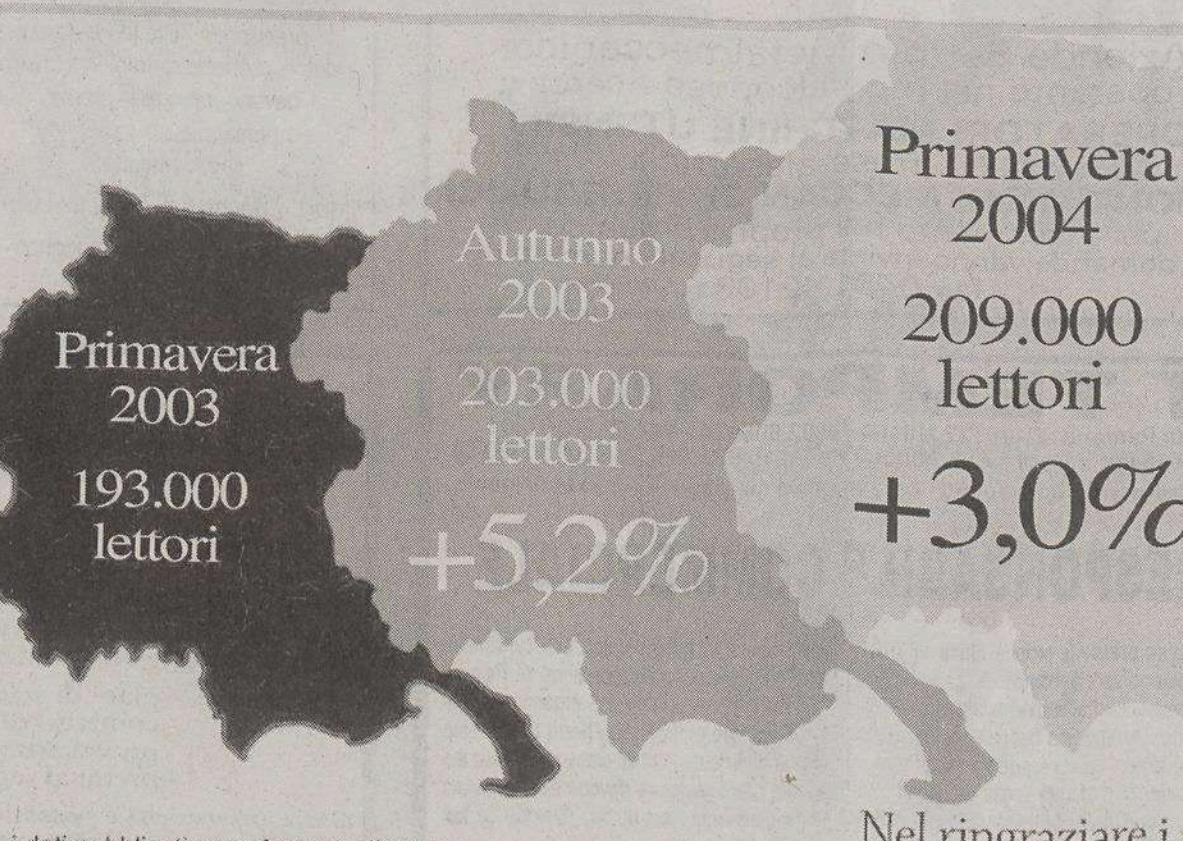 Primavera
2003
193.000
lettori
Autunno
2003
203.000
lettori
+5,2%
Primavera
2004
209.000
lettori
+3,0%
Nel ringraziare i